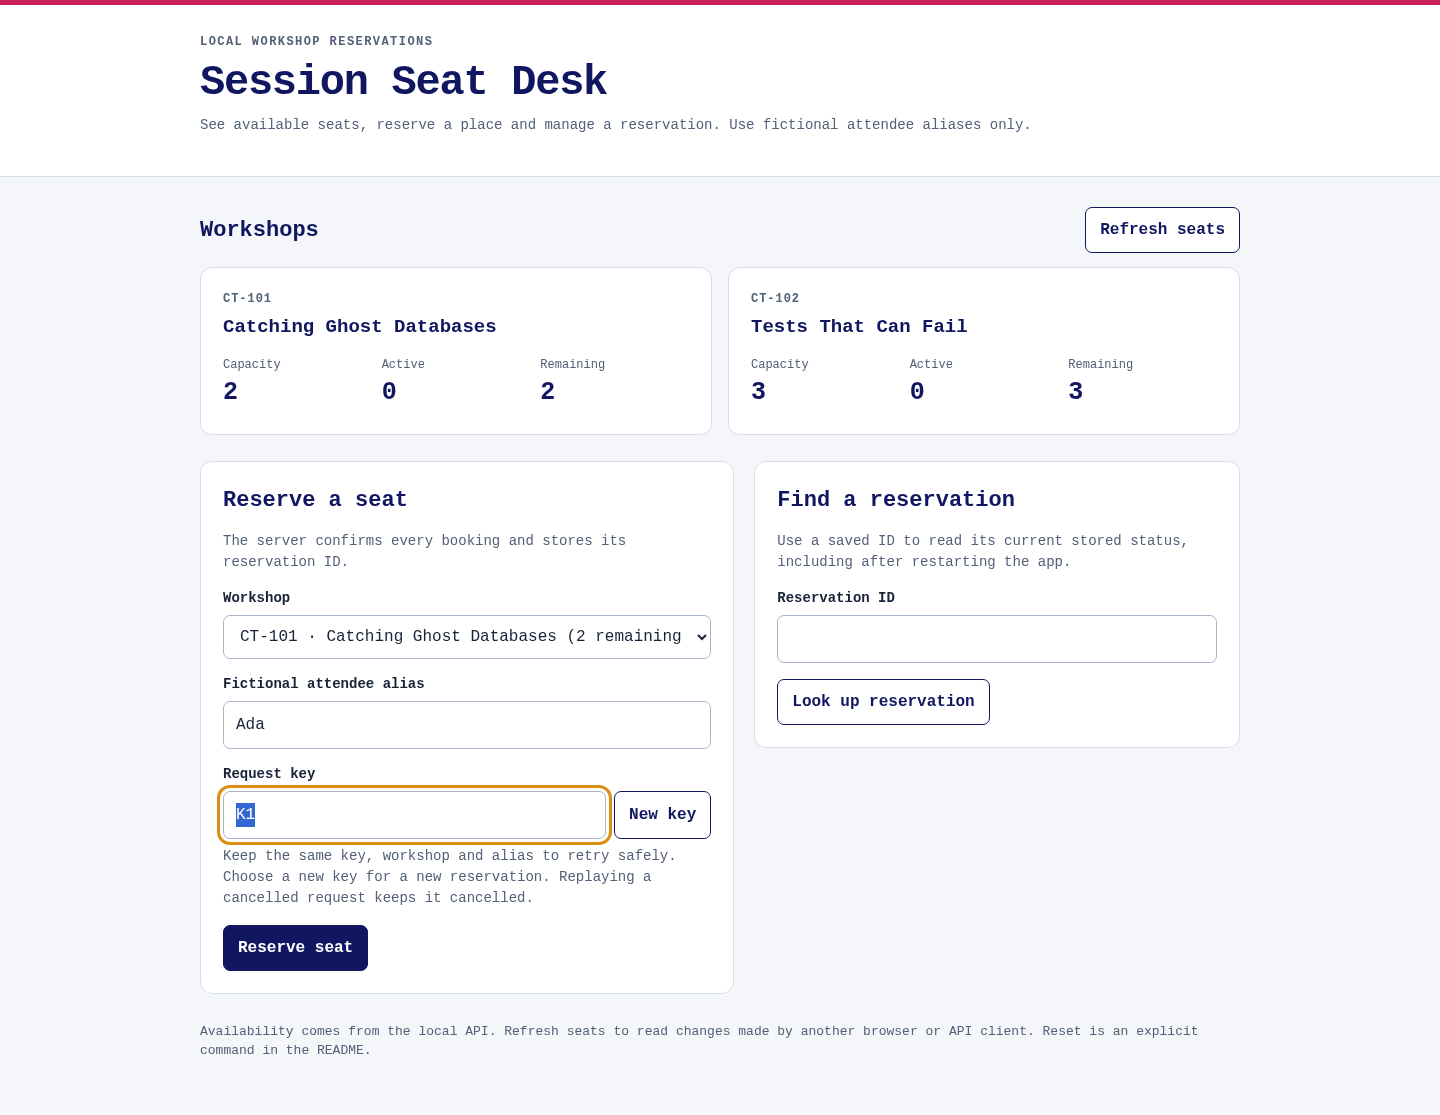 LOCAL WORKSHOP RESERVATIONS
Session Seat Desk
See available seats, reserve a place and manage a reservation. Use fictional attendee aliases only.
Workshops
Refresh seats
CT-101
Catching Ghost Databases
Capacity
Active
Remaining
2
0
2
CT-102
Tests That Can Fail
Capacity
Active
Remaining
3
0
3
Reserve a seat
The server confirms every booking and stores its
reservation ID.
Workshop
CT-101 · Catching Ghost Databases (2 remaining
Fictional attendee alias
Ada
Request key
K1
New key
Keep the same key, workshop and alias to retry safely.
Choose a new key for a new reservation. Replaying a
cancelled request keeps it cancelled.
Reserve seat
Find a reservation
Use a saved ID to read its current stored status,
including after restarting the app.
Reservation ID
Look up reservation
Availability comes from the local API. Refresh seats to read changes made by another browser or API client. Reset is an explicit
command in the README.